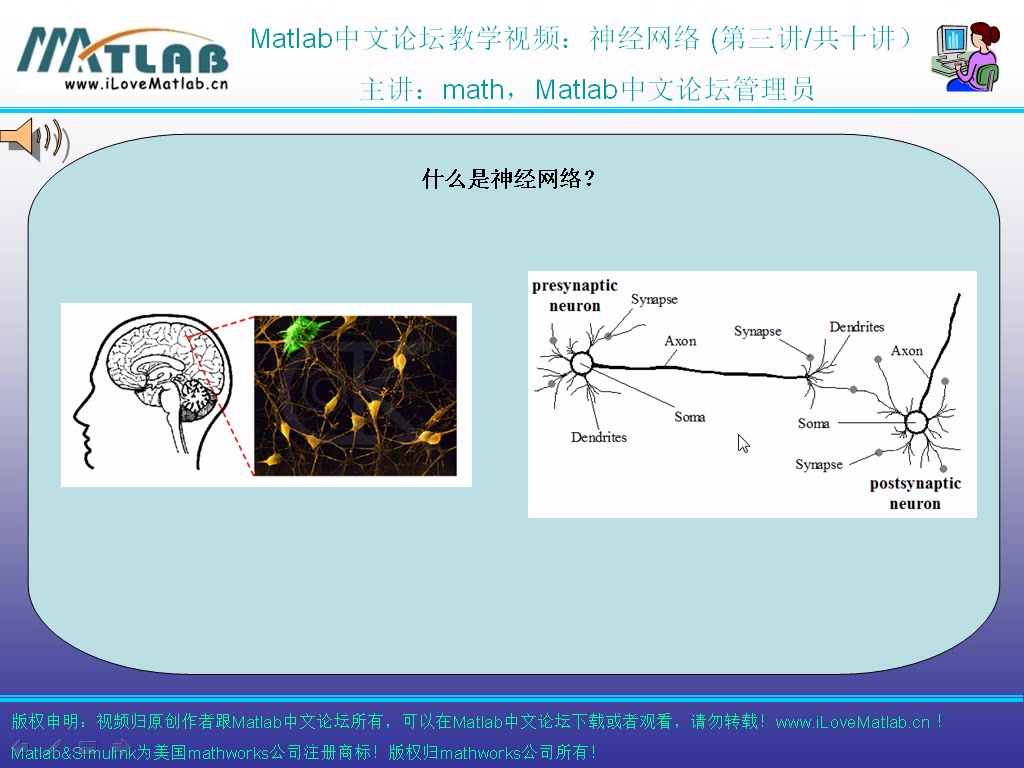 MATLAB
www.iLoveMatlab.cn
Matlab中文论坛教学视频：神经网络 (第三讲/共十讲）
主讲：math，Matlab中文论坛管理员
什么是神经网络？
presynaptic
neuron
Synapse
Axon
Synapse
Dendrites
Axon
Soma
Soma
Dendrites
Synapse
postsynaptic
neuron
版权申明：视频归原创作者跟Matlab中文论坛所有，可以在Matlab中文论坛下载或者观看，请勿转载！www.iLoveMatlab.cn！
Matlab&Simulink为美国mathworks公司注册商标！版权归mathworks公司所有！